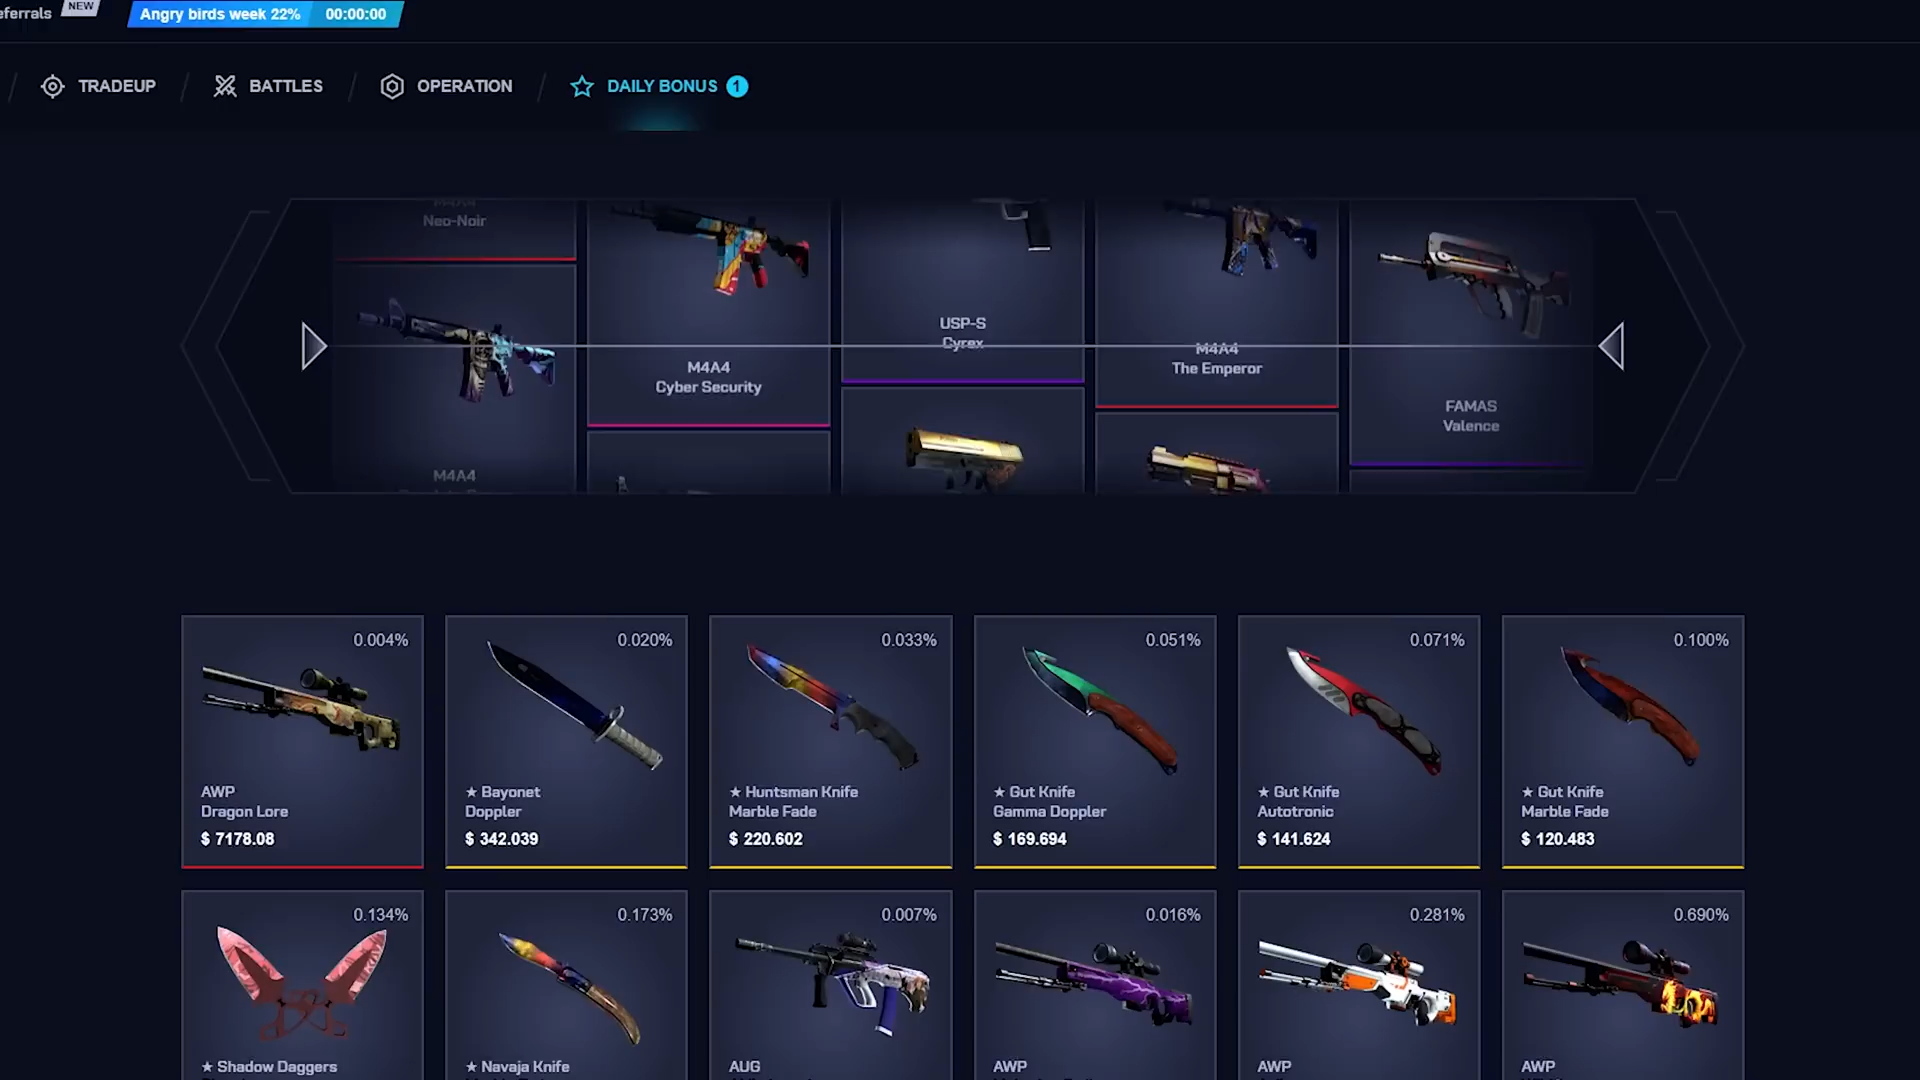 eferrals
NEW
Angry birds week 22%
00:00:00
TRADEUP
BATTLES
OPERATION
DAILY BONUS
1
M4A4
Neo-Noir
M4A4
M4A4
Cyber Security
USP-S
Cyrex
M4A4
The Emperor
FAMAS
Valence
0.004%
AWP
Dragon Lore
$ 7178.08
0.020%
★ Bayonet
Doppler
$ 342.039
0.033%
★ Huntsman Knife
Marble Fade
$ 220.602
0.051%
★ Gut Knife
Gamma Doppler
$ 169.694
0.071%
★ Gut Knife
Autotronic
$ 141.624
0.100%
★ Gut Knife
Marble Fade
$ 120.483
0.134%
★ Shadow Daggers
0.173%
★ Navaja Knife
0.007%
AUG
0.016%
AWP
0.281%
AWP
0.690%
AWP